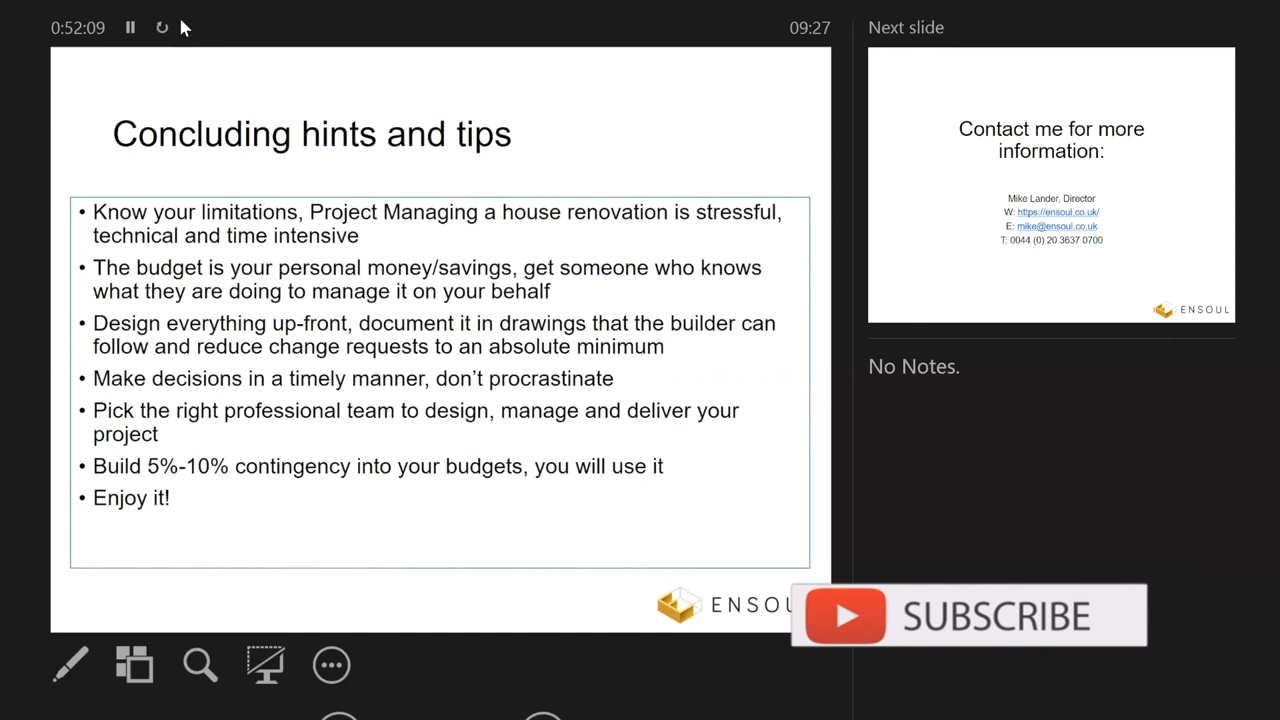 0:52:09
09:27
Next slide
Concluding hints and tips
• Know your limitations, Project Managing a house renovation is stressful,
technical and time intensive
• The budget is your personal money/savings, get someone who knows
what they are doing to manage it on your behalf
• Design everything up-front, document it in drawings that the builder can
follow and reduce change requests to an absolute minimum
• Make decisions in a timely manner, don’t procrastinate
• Pick the right professional team to design, manage and deliver your
project
• Build 5%-10% contingency into your budgets, you will use it
• Enjoy it!
ENSOU
Contact me for more
information:
Mike Lander, Director
W: https://ensoul.co.uk/
E: mike@ensoul.co.uk
T: 0044 (0) 20 3637 0700
ENSOUL
No Notes.
SUBSCRIBE